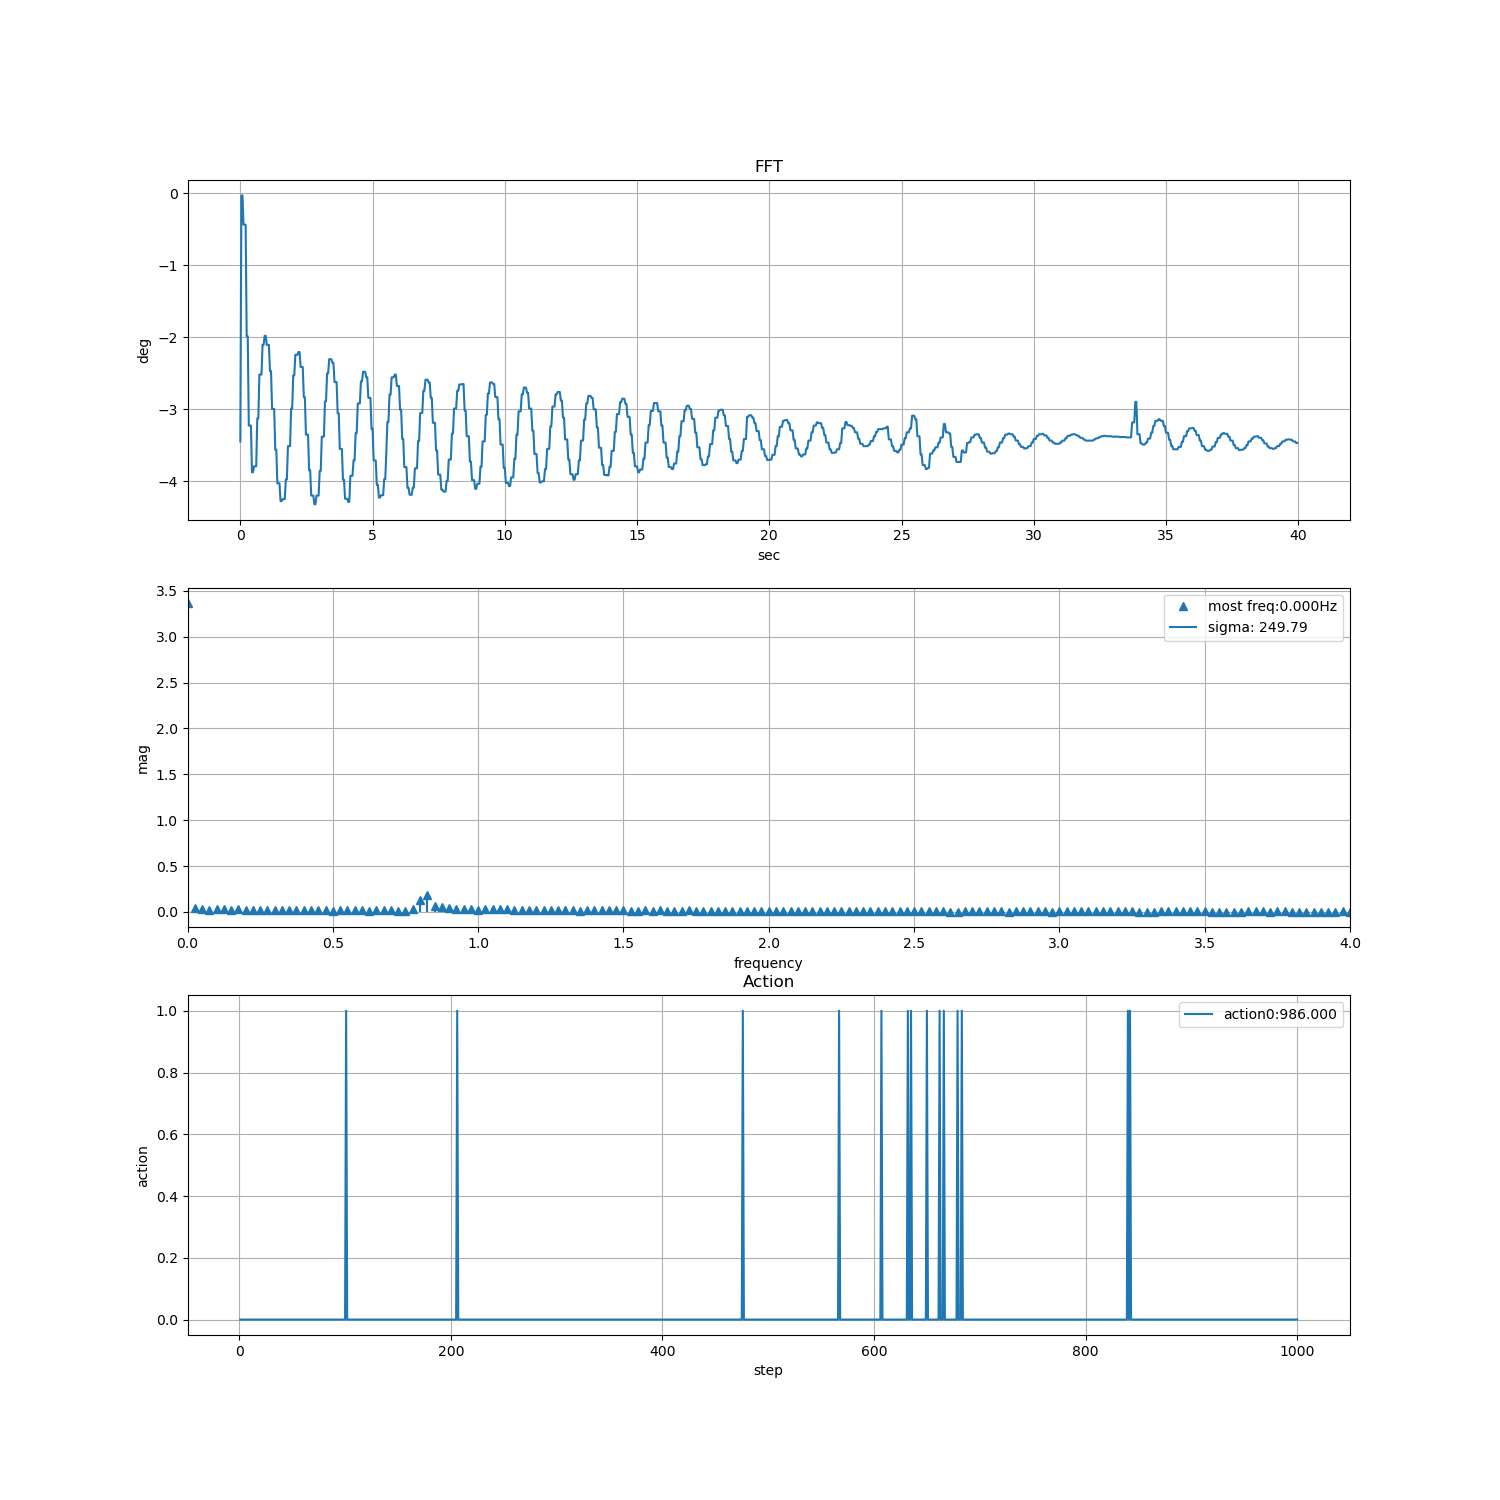 FFT
0
−1
−2
−3
−4
deg
0 5 10 15 20 25 30 35 40
sec
3.5
3.0
2.5
2.0
1.5
1.0
0.5
0.0
mag
most freq:0.000Hz
sigma: 249.79
0.0 0.5 1.0 1.5 2.0 2.5 3.0 3.5 4.0
frequency
Action
1.0
0.8
0.6
0.4
0.2
0.0
action
action0:986.000
0 200 400 600 800 1000
step